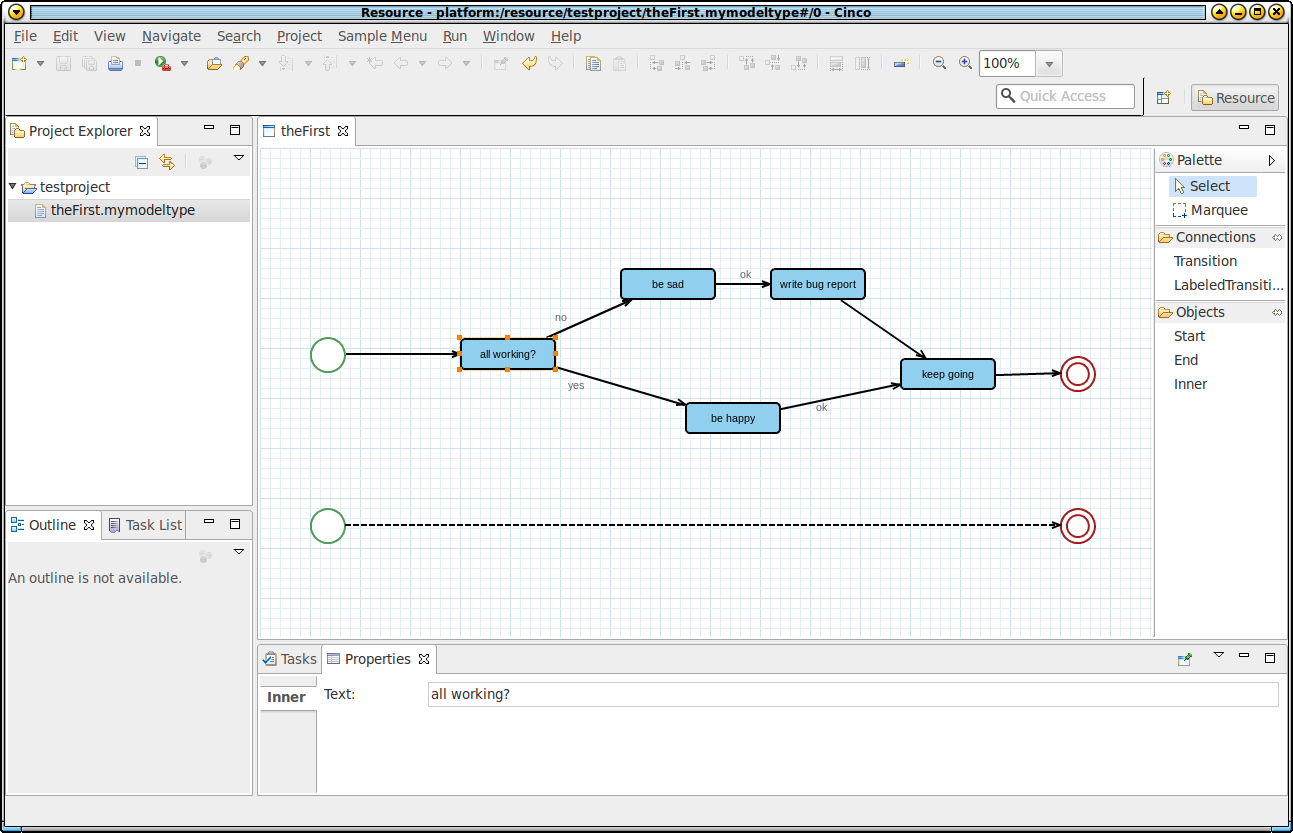 Resource - platform:/resource/testproject/theFirst.mymodeltype#/0 - Cinco
File Edit View Navigate Search Project Sample Menu Run Window Help
100%
Quick Access
Resource
Project Explorer
testproject
theFirst.mymodeltype
theFirst
be sad
ok
write bug report
no
all working?
keep going
yes
be happy
ok
Palette
Select
Marquee
Connections
Transition
LabeledTransiti...
Objects
Start
End
Inner
Outline
Task List
An outline is not available.
Tasks
Properties
Inner
Text:
all working?